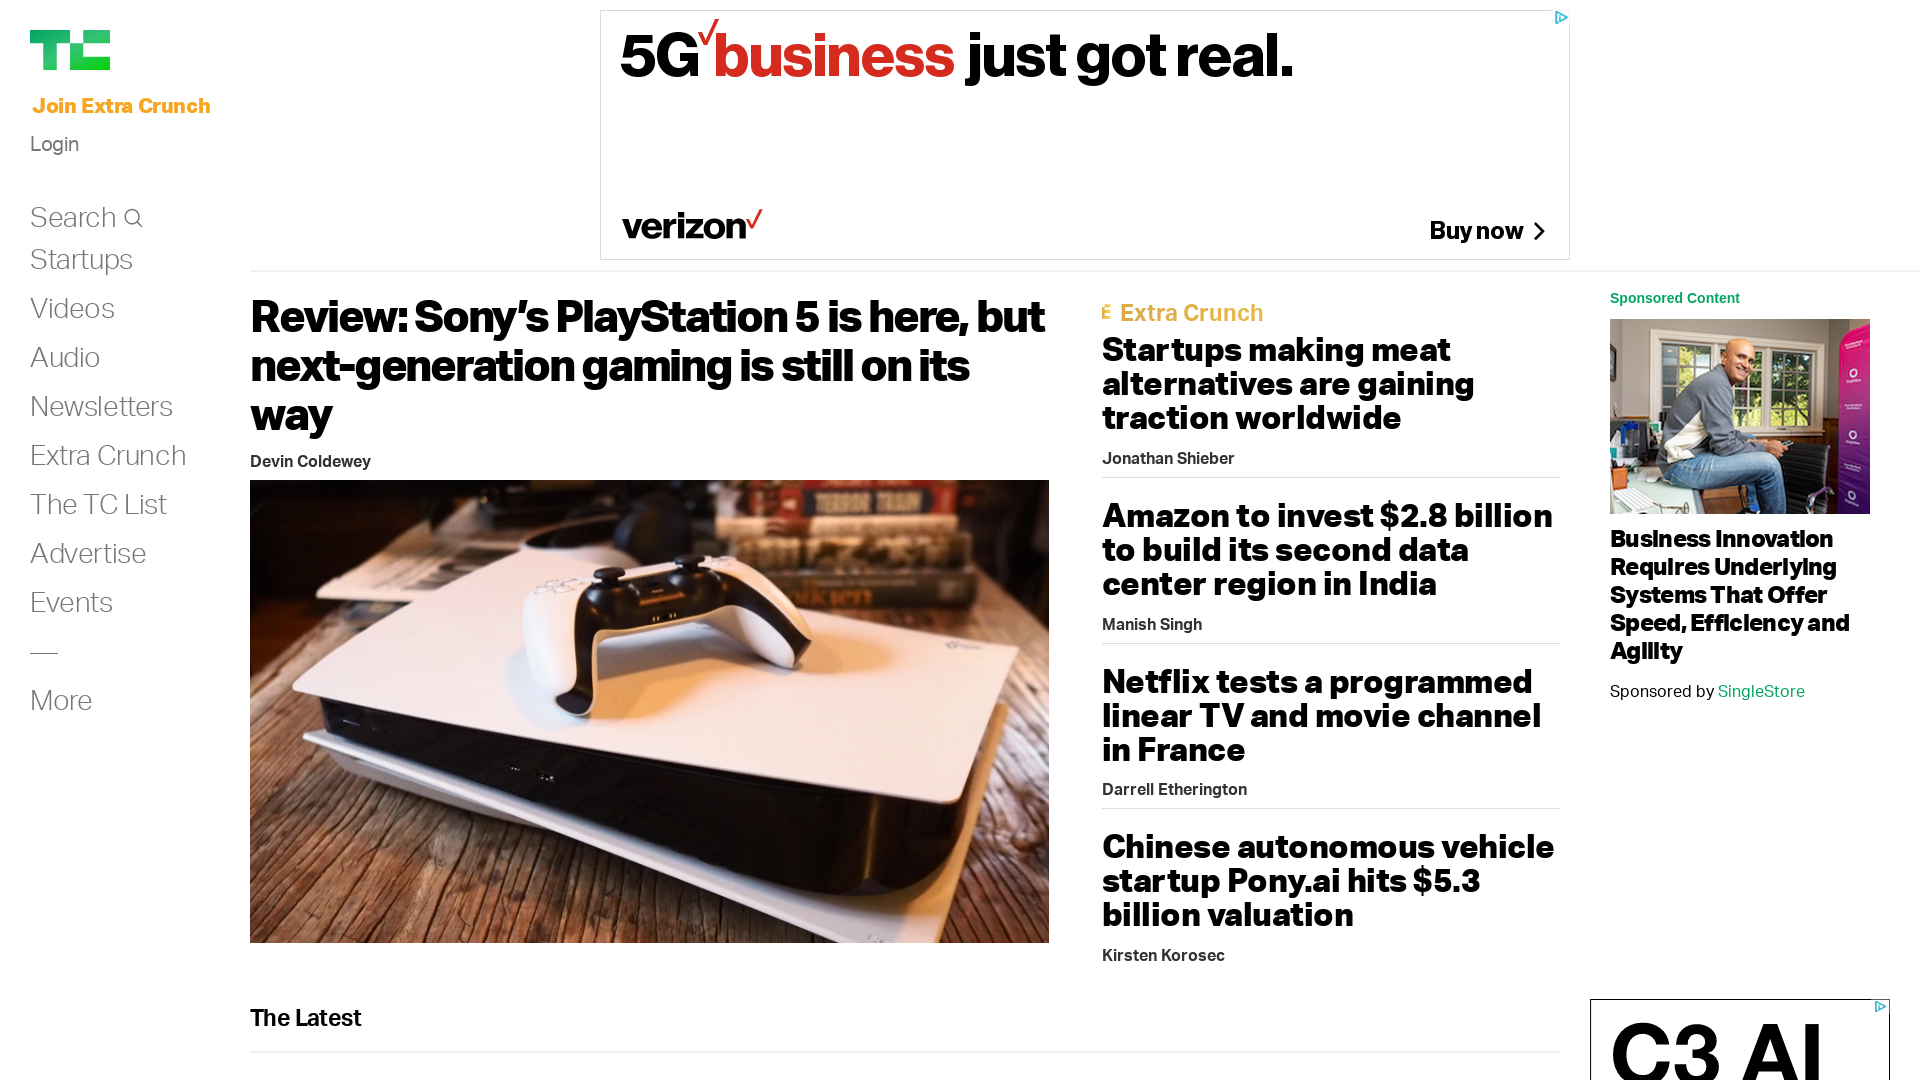 TC
Join Extra Crunch
Login
Search
Startups
Videos
Audio
Newsletters
Extra Crunch
The TC List
Advertise
Events
More
5G business just got real.
verizon
Buy now
Review: Sony’s PlayStation 5 is here, but
next-generation gaming is still on its
way
Devin Coldewey
TERROR TRAIN
Extra Crunch
Startups making meat
alternatives are gaining
traction worldwide
Jonathan Shieber
Amazon to invest $2.8 billion
to build its second data
center region in India
Manish Singh
Netflix tests a programmed
linear TV and movie channel
in France
Darrell Etherington
Chinese autonomous vehicle
startup Pony.ai hits $5.3
billion valuation
Kirsten Korosec
Sponsored Content
Business Innovation
Requires Underlying
Systems That Offer
Speed, Efficiency and
Agility
Sponsored by SingleStore
The Latest
C3 AI